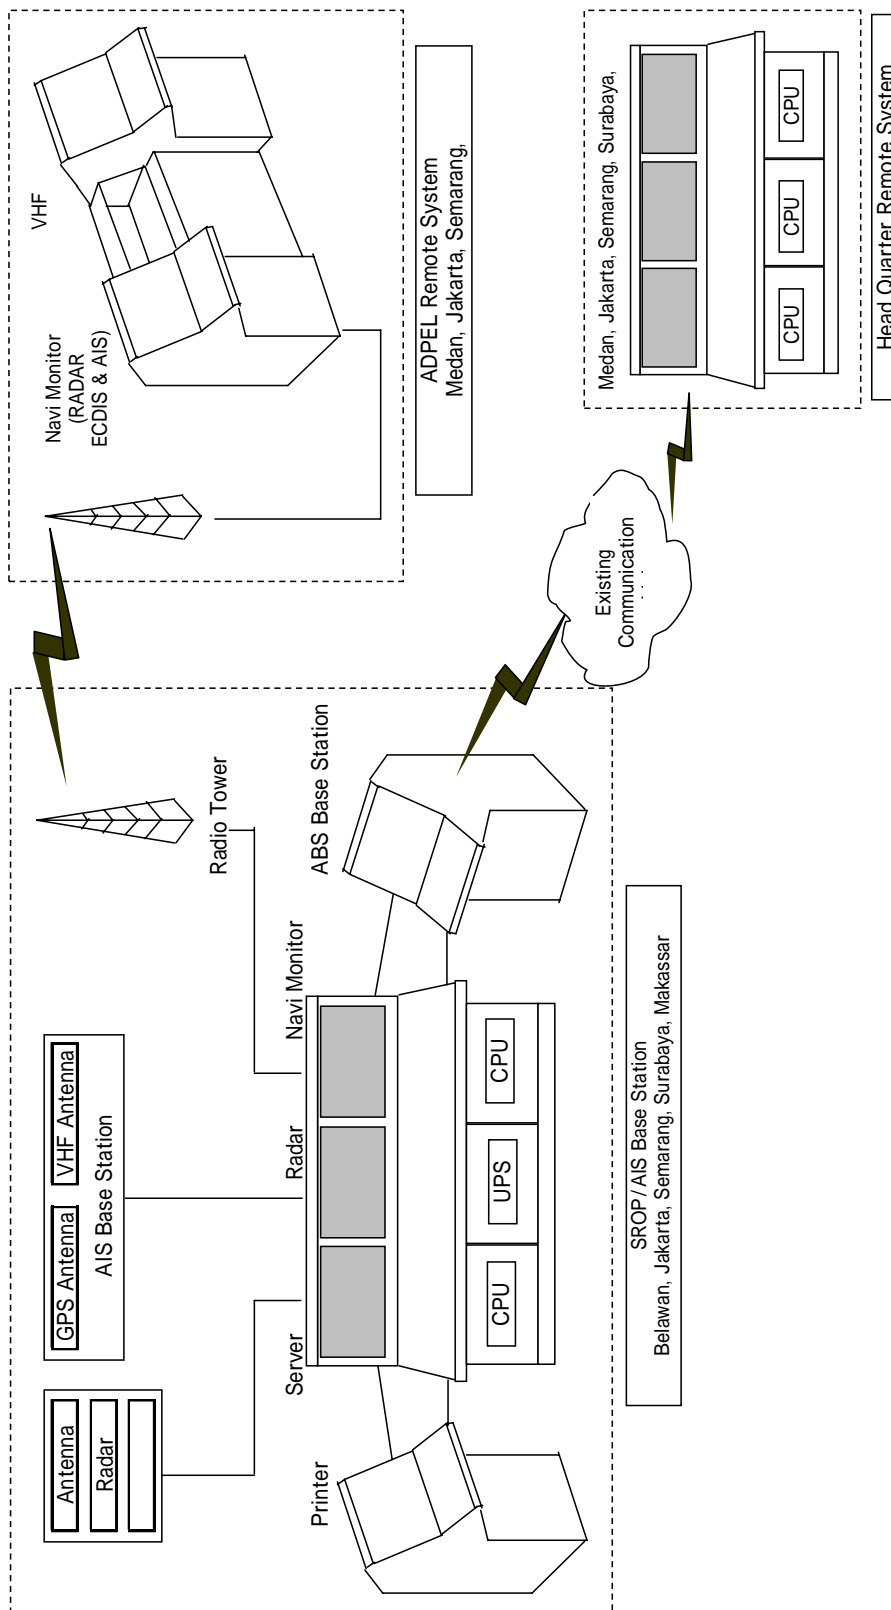 Antenna
Radar
GPS Antenna
VHF Antenna
AIS Base Station
Radio Tower
Printer
Server
Radar
Navi Monitor
ABS Base Station
CPU
UPS
CPU
SROP/AIS Base Station
Belawan, Jakarta, Semarang, Surabaya, Makassar
Navi Monitor
(RADAR
ECDIS & AIS)
VHF
ADPEL Remote System
Medan, Jakarta, Semarang,
Existing
Communication
Medan, Jakarta, Semarang, Surabaya,
CPU
CPU
CPU
Head Quarter Remote System